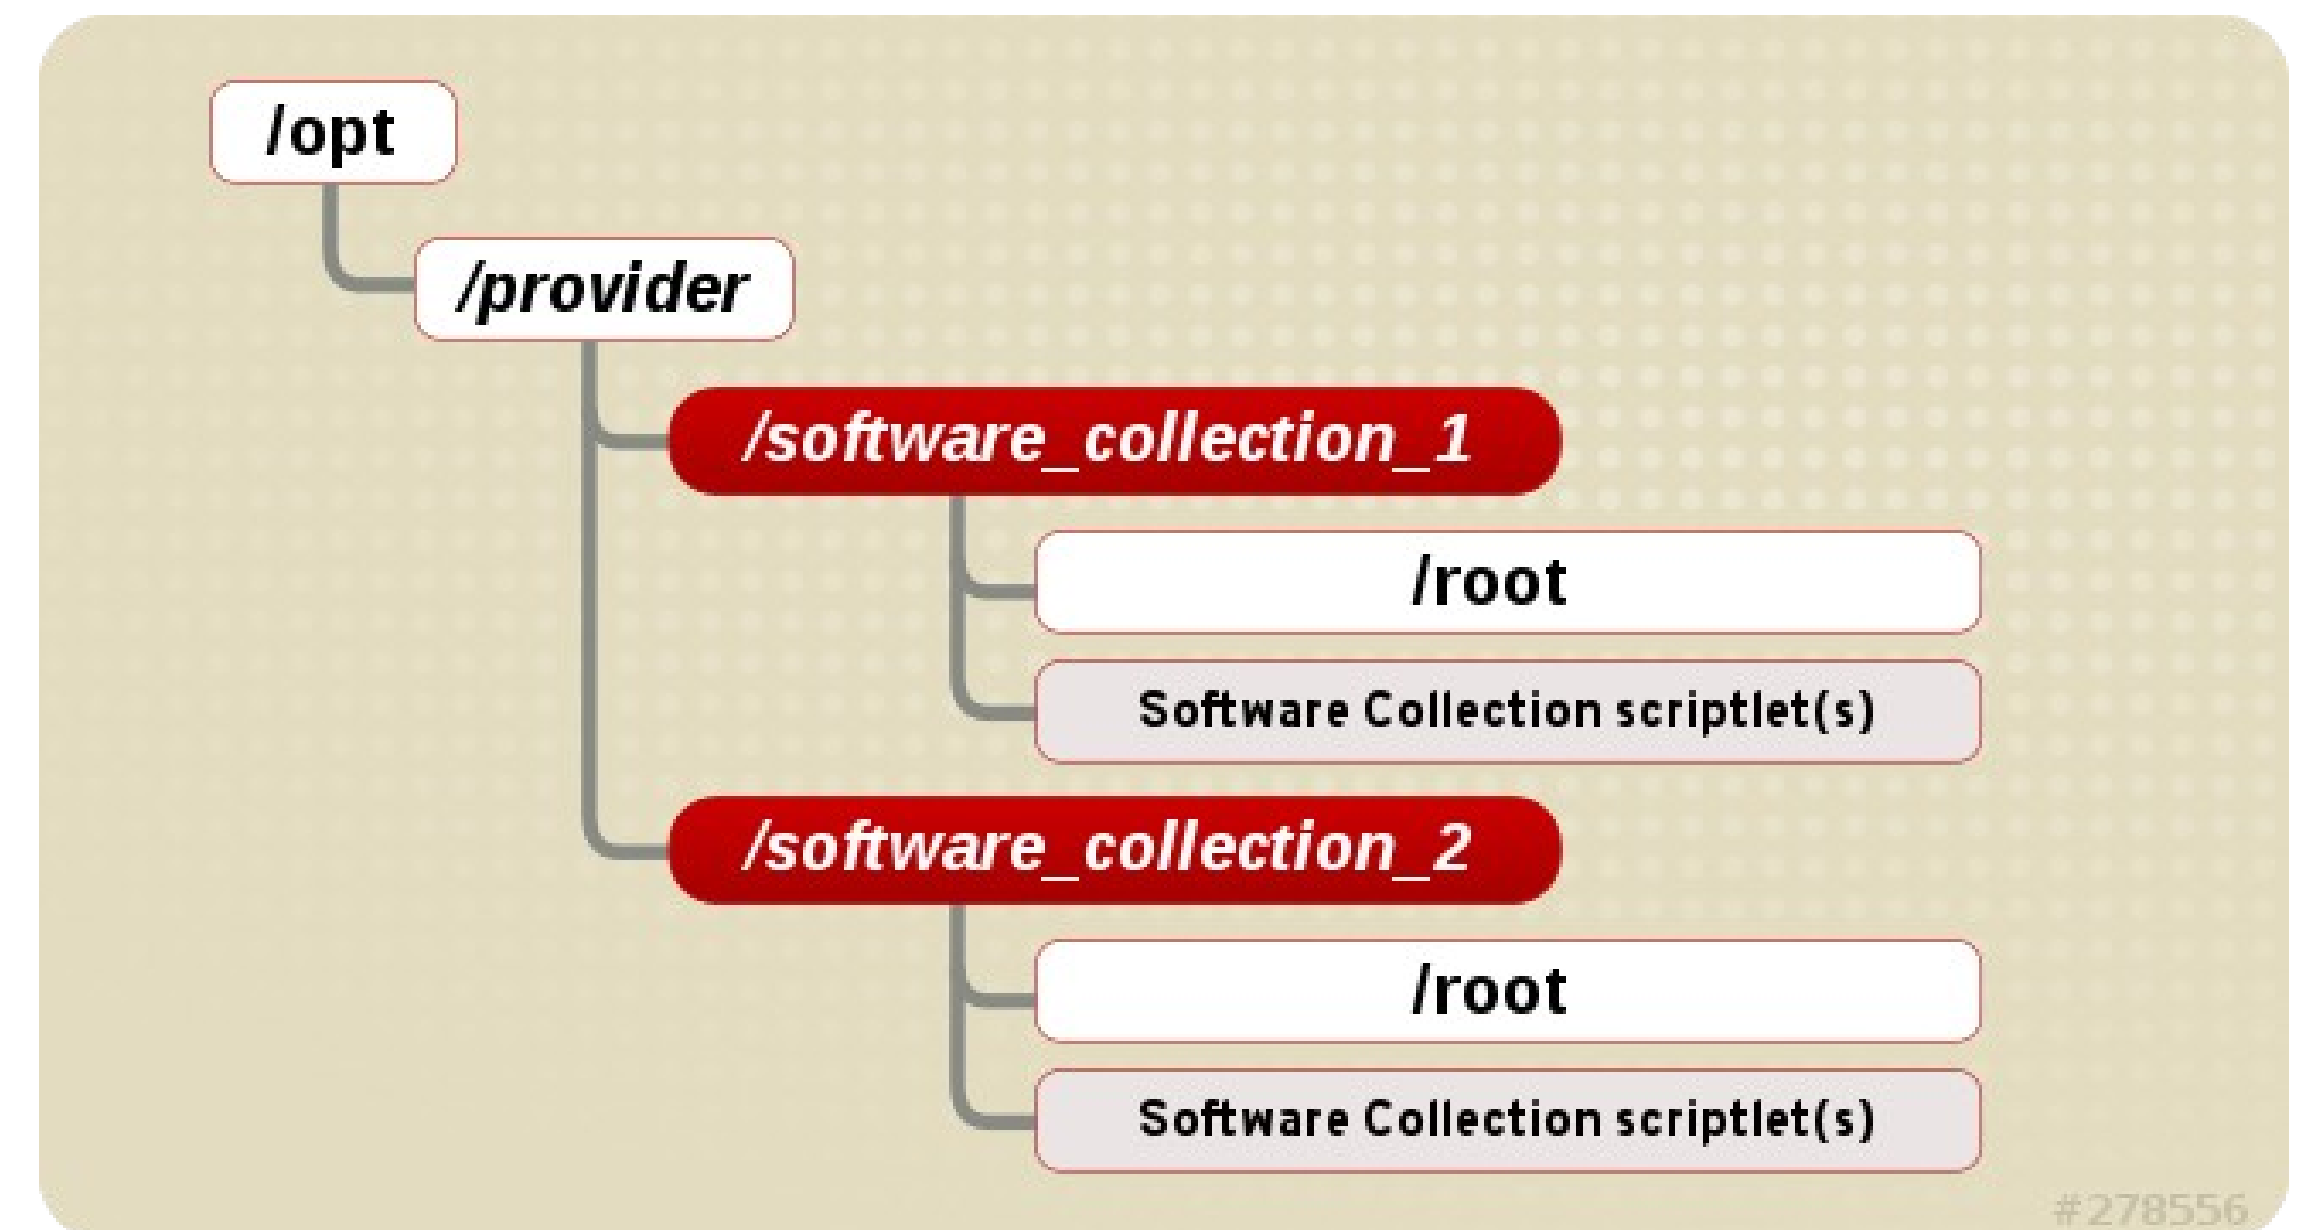 /opt
/provider
/software_collection_1
/root
Software Collection scriptlet(s)
/software_collection_2
/root
Software Collection scriptlet(s)
#278556